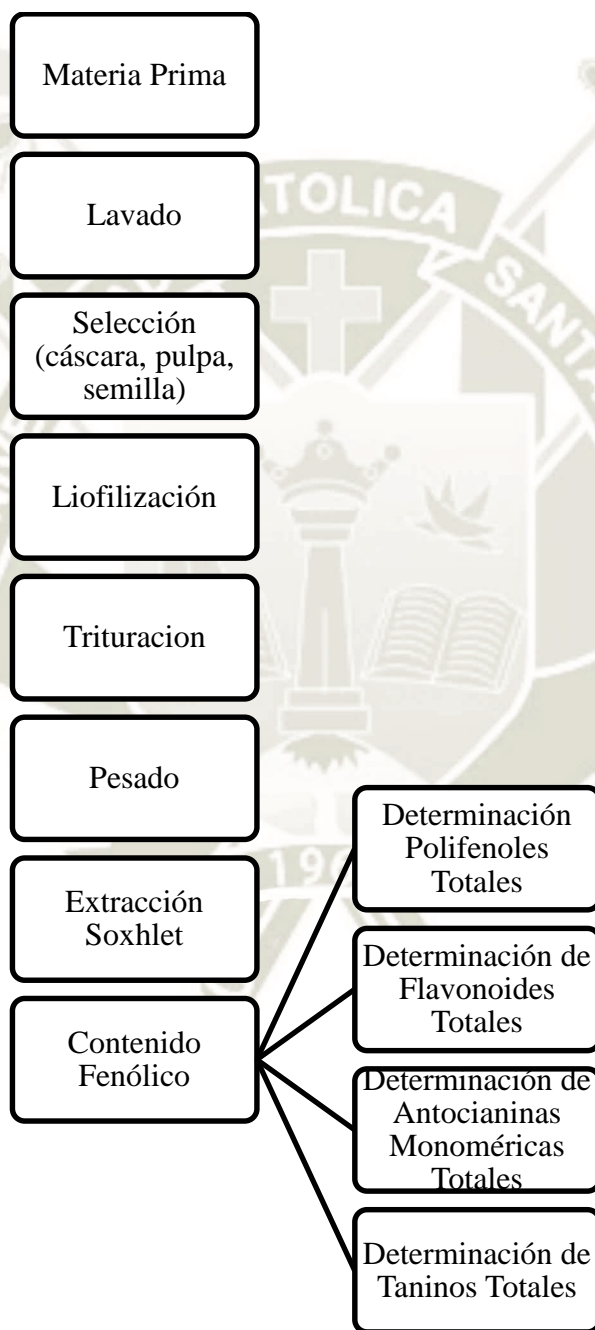 Materia Prima
Lavado
Selección
(cáscara, pulpa,
semilla)
Liofilización
Trituracion
Pesado
Extracción
Soxhlet
Contenido
Fenólico
Determinación
Polifenoles
Totales
Determinación de
Flavonoides
Totales
Determinación de
Antocianinas
Monoméricas
Totales
Determinación de
Taninos Totales